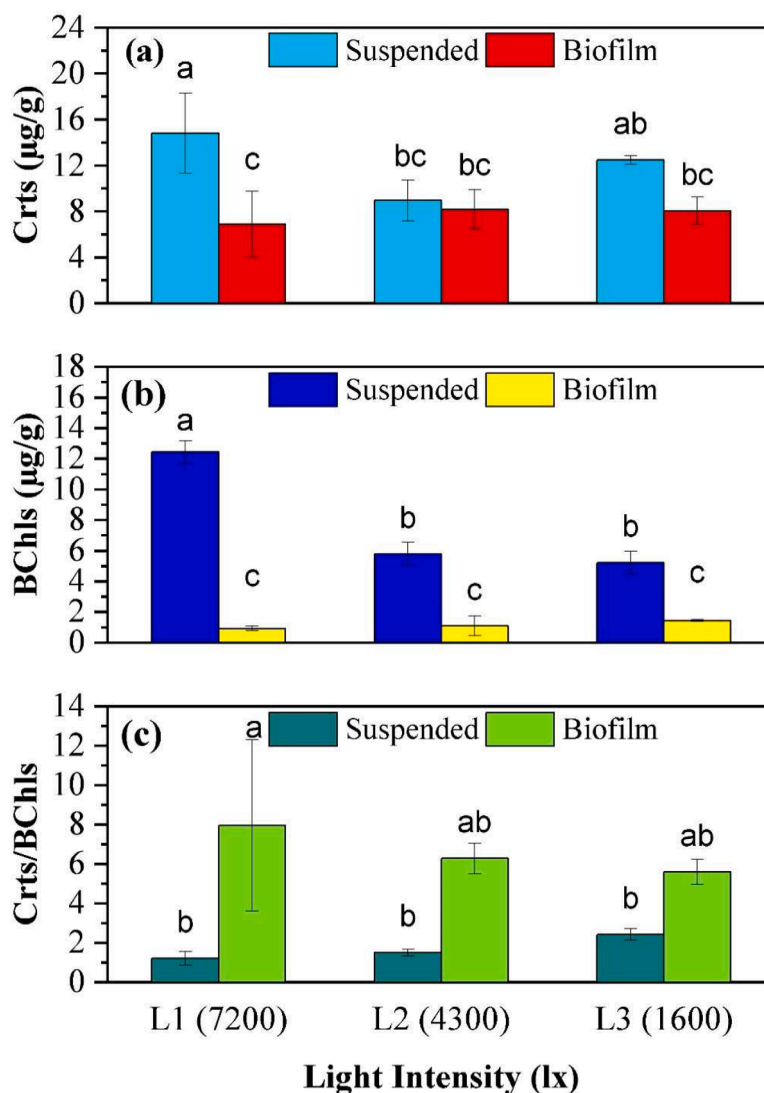 (a) Suspended Biofilm
24
20
16
12
8
4
0
Crts (µg/g)
a c bc bc ab bc
(b) Suspended Biofilm
18
16
14
12
10
8
6
4
2
0
BChls (µg/g)
a c b c b c
(c) Suspended Biofilm
14
12
10
8
6
4
2
0
Crts/BChls
b a b ab b ab
L1 (7200) L2 (4300) L3 (1600)
Light Intensity (lx)